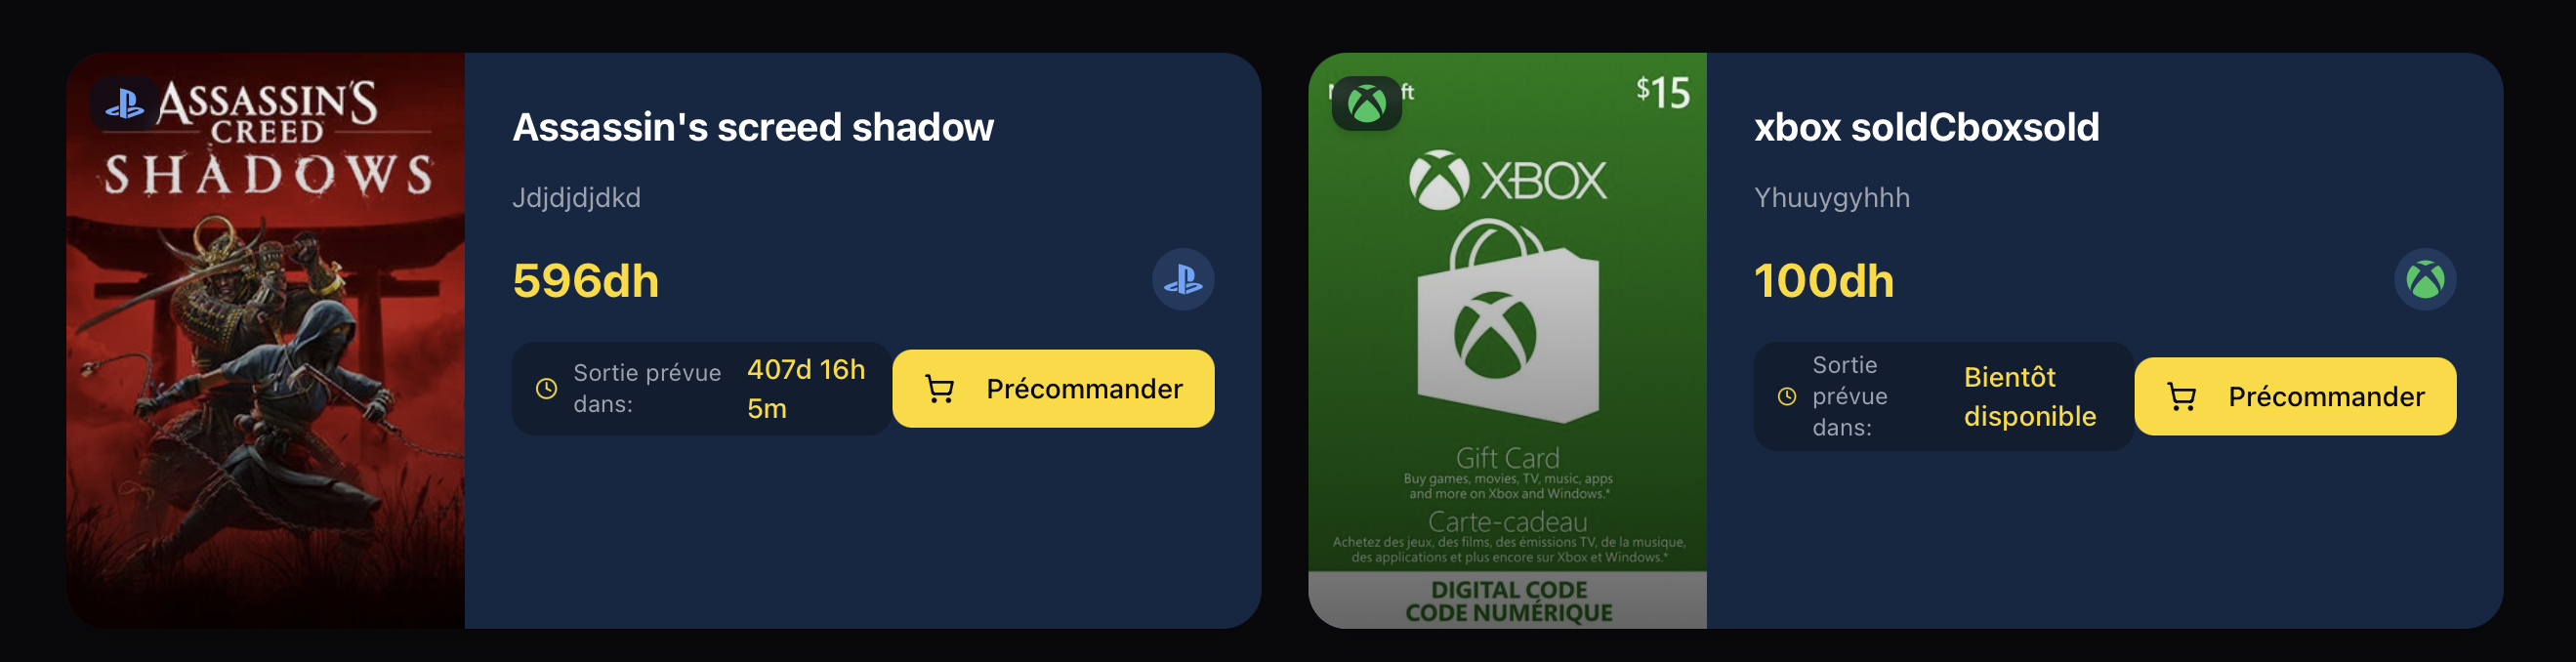 ASSASSIN'S
CREED
SHADOWS
Assassin's screed shadow
Jdjdjdjdkd
596dh
Sortie prévue
dans:
407d 16h
5m
Précommander
ft
$15
XBOX
Gift Card
Buy games, movies, TV, music, apps
and more on Xbox and Windows.*
Carte-cadeau
Achetez des jeux, des films, des émissions TV, de la musique,
des applications et plus encore sur Xbox et Windows.*
DIGITAL CODE
CODE NUMÉRIQUE
xbox soldCboxsold
Yhuuygyhhh
100dh
Sortie
prévue
dans:
Bientôt
disponible
Précommander